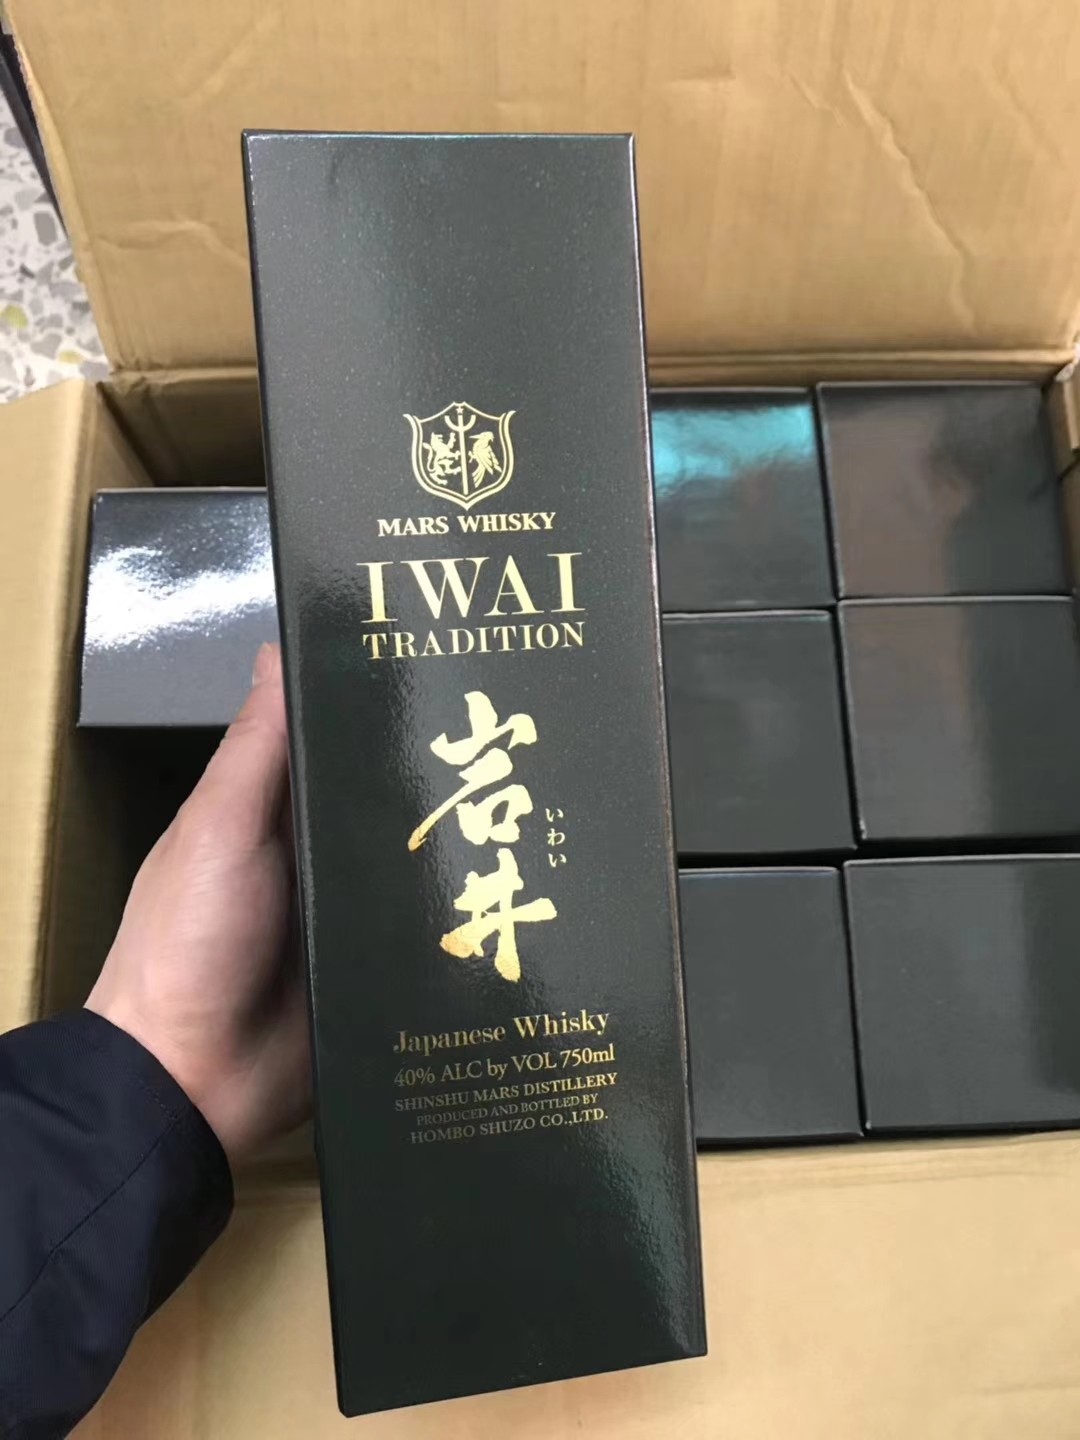 MARS WHISKY
IWAI
TRADITION
岩井
いわい
Japanese Whisky
40% ALC by VOL 750ml
SHINSHU MARS DISTILLERY
PRODUCED AND BOTTLED BY
HOMBO SHUZO CO.,LTD.